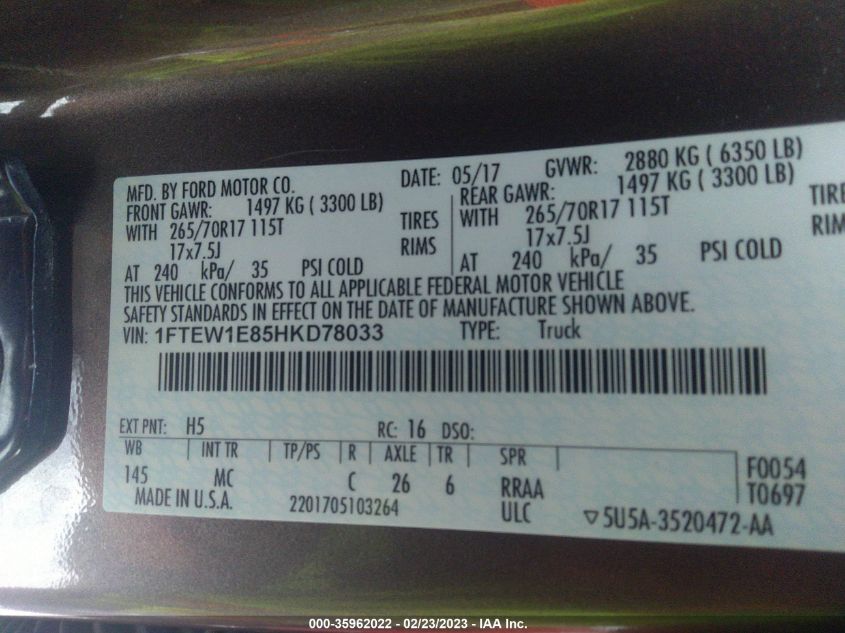 MFD. BY FORD MOTOR CO.
DATE: 05/17 GVWR: 2880 KG ( 6350 LB)
FRONT GAWR: 1497 KG ( 3300 LB)
REAR GAWR: 1497 KG ( 3300 LB)
WITH 265/70R17 115T TIRES
WITH 265/70R17 115T TIRE
17x7.5J RIMS
17x7.5J RIM
AT 240 kPa/ 35 PSI COLD
AT 240 kPa/ 35 PSI COLD
THIS VEHICLE CONFORMS TO ALL APPLICABLE FEDERAL MOTOR VEHICLE
SAFETY STANDARDS IN EFFECT ON THE DATE OF MANUFACTURE SHOWN ABOVE.
VIN: 1FTEW1E85HKD78033 TYPE: Truck
EXT PNT: H5 RC: 16 DSO:
WB INT TR TP/PS R AXLE TR SPR
145 MC C 26 6 RRAA
F0054
T0697
MADE IN U.S.A. 2201705103264 ULC ▽5U5A-3520472-AA
000-35962022 - 02/23/2023 - IAA Inc.